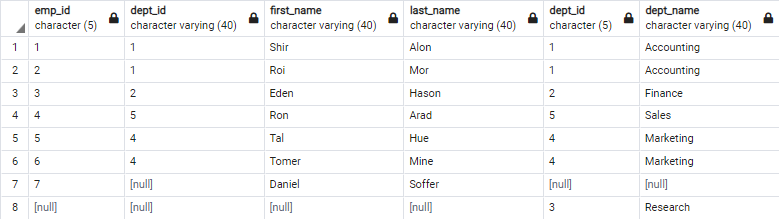 emp_id dept_id first_name last_name dept_id dept_name
character (5) character varying (40) character varying (40) character varying (40) character (5) character varying (40)
1 1 1 Shir Alon 1 Accounting
2 2 1 Roi Mor 1 Accounting
3 3 2 Eden Hason 2 Finance
4 4 5 Ron Arad 5 Sales
5 5 4 Tal Hue 4 Marketing
6 6 4 Tomer Mine 4 Marketing
7 7 [null] Daniel Soffer [null] [null]
8 [null] [null] [null] [null] 3 Research